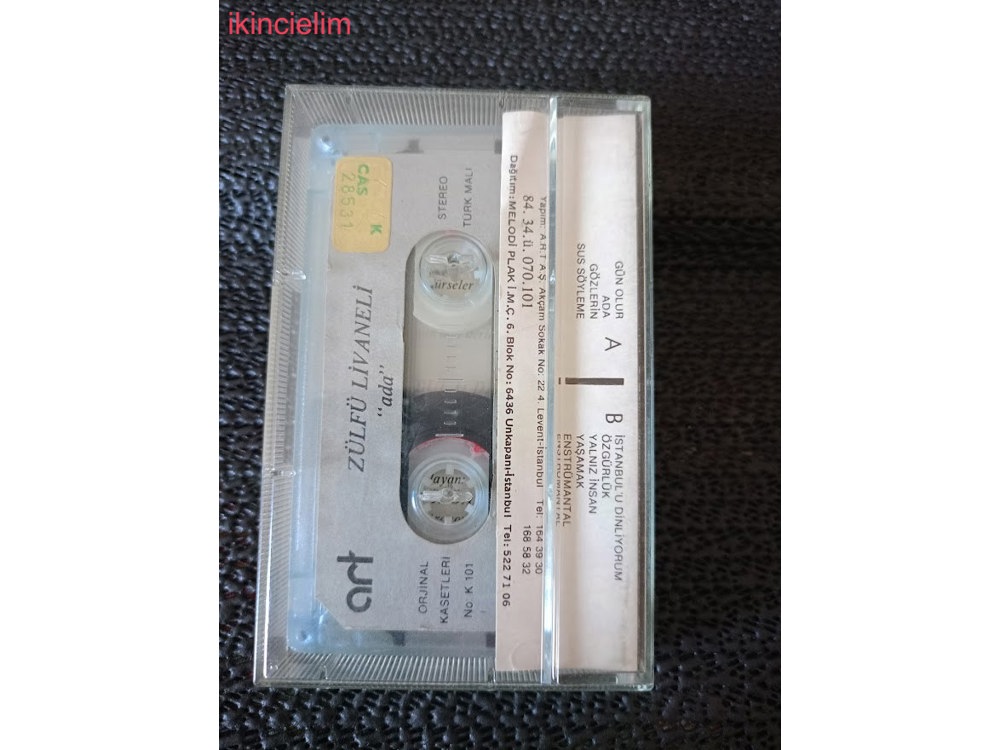 ikincielim
CAS K
28531
STEREO
TÜRK MALI
ZÜLFÜ LİVANELİ
"ada"
art
ORJINAL
KASETLERİ
No. K 101
Yapım: A.R.T A.Ş. Akçam Sokak No: 22 4. Levent-İstanbul Tel: 164 39 30
168 58 32
84. 34.ü. 070.101
Dağıtım: MELODİ PLAK İ.M.Ç. 6. Blok No: 6436 Unkapanı-İstanbul Tel: 522 71 06
A
GÜN OLUR
ADA
GÖZLERİN
SUS SÖYLEME
B
İSTANBUL'U DİNLİYORUM
ÖZGÜRLÜK
YALNIZ İNSAN
YAŞAMAK
ENSTRÜMANTAL